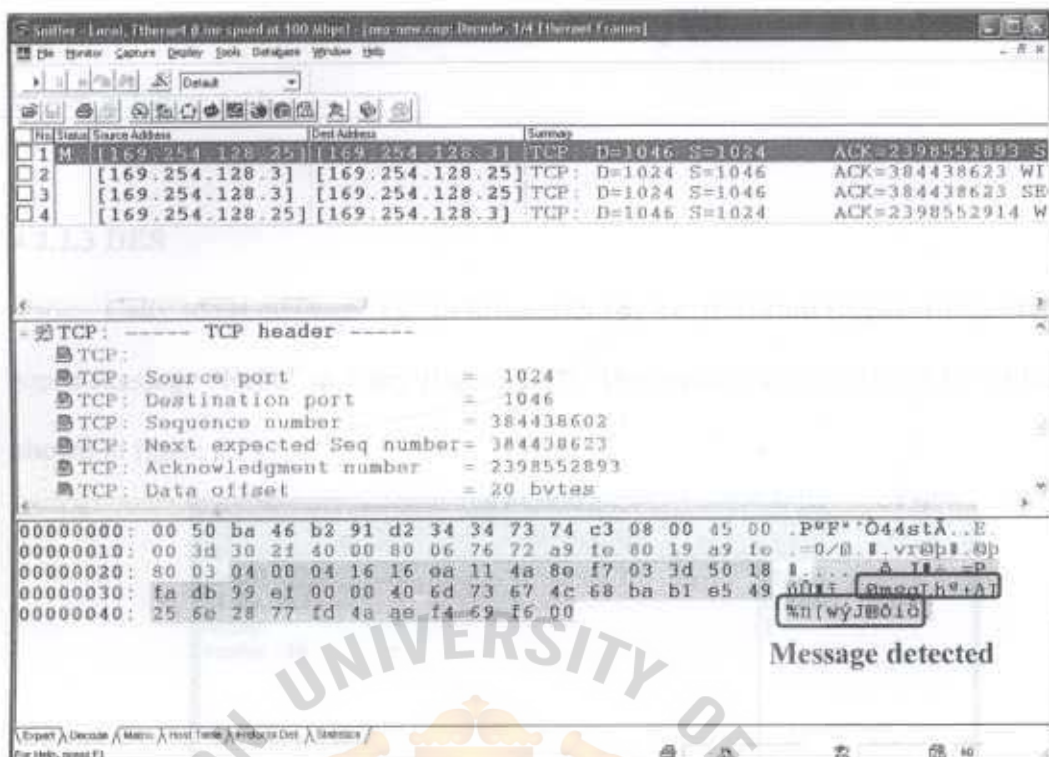 Sniffer - Local, Ethernet (Line speed at 100 Mbps) - [mo-new.cap: Decode, 1/4 Ethernet Frames]
File Monitor Capture Display Tools Database Window Help
Default
No. Status Source Address Dest Address Summary
1 M [169.254.128.25] [169.254.128.3] TCP: D=1046 S=1024 ACK=2398552893 S
2 [169.254.128.3] [169.254.128.25] TCP: D=1024 S=1046 ACK=384438623 WI
3 [169.254.128.3] [169.254.128.25] TCP: D=1024 S=1046 ACK=384438623 SE
4 [169.254.128.25] [169.254.128.3] TCP: D=1046 S=1024 ACK=2398552914 W
TCP: ----- TCP header -----
TCP:
TCP: Source port = 1024
TCP: Destination port = 1046
TCP: Sequence number = 384438602
TCP: Next expected Seq number= 384438623
TCP: Acknowledgment number = 2398552893
TCP: Data offset = 20 bytes
00000000: 00 50 ba 46 b2 91 d2 34 34 73 74 c3 08 00 45 00
00000010: 00 3d 30 2f 40 00 80 06 76 72 a9 fe 80 19 a9 fe
00000020: 80 03 04 00 04 16 16 ea 11 4a 8e f7 03 3d 50 18
00000030: fa db 99 ef 00 00 40 6d 73 67 4c 68 ba b1 e5 49
00000040: 25 6e 28 77 fd 4a ae f4 69 f6 00
Message detected
Expert Decode Matrix Host Table Protocol Dist. Statistics
For Help, press F1
UNIVERSITY OF